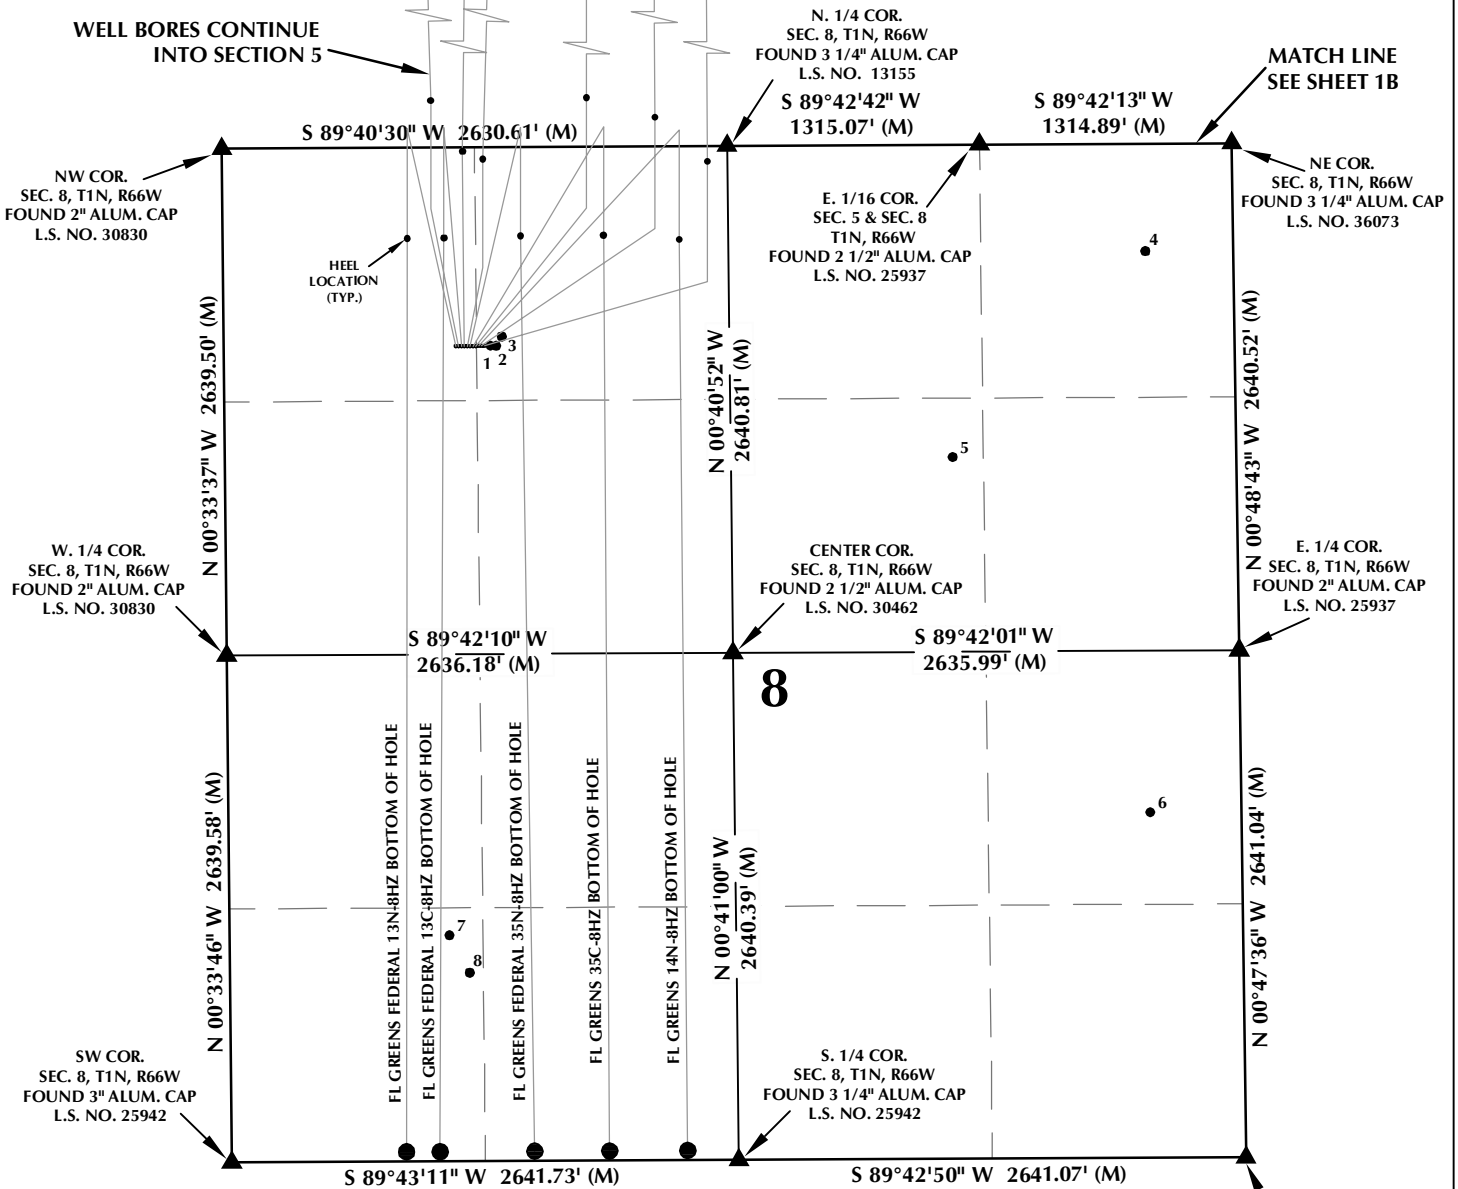 WELL BORES CONTINUE
INTO SECTION 5
N. 1/4 COR.
SEC. 8, T1N, R66W
FOUND 3 1/4" ALUM. CAP
L.S. NO. 13155
MATCH LINE
SEE SHEET 1B
S 89°40'30" W 2630.61' (M)
S 89°42'42" W
1315.07' (M)
S 89°42'13" W
1314.89' (M)
NW COR.
SEC. 8, T1N, R66W
FOUND 2" ALUM. CAP
L.S. NO. 30830
E. 1/16 COR.
SEC. 5 & SEC. 8
T1N, R66W
FOUND 2 1/2" ALUM. CAP
L.S. NO. 25937
NE COR.
SEC. 8, T1N, R66W
FOUND 3 1/4" ALUM. CAP
L.S. NO. 36073
HEEL
LOCATION
(TYP.)
4
3
1 2
N 00°33'37" W 2639.50' (M)
N 00°40'52" W
2640.81' (M)
N 00°48'43" W 2640.52' (M)
5
W. 1/4 COR.
SEC. 8, T1N, R66W
FOUND 2" ALUM. CAP
L.S. NO. 30830
CENTER COR.
SEC. 8, T1N, R66W
FOUND 2 1/2" ALUM. CAP
L.S. NO. 30462
E. 1/4 COR.
SEC. 8, T1N, R66W
FOUND 2" ALUM. CAP
L.S. NO. 25937
S 89°42'10" W
2636.18' (M)
S 89°42'01" W
2635.99' (M)
8
N 00°33'46" W 2639.58' (M)
FL GREENS FEDERAL 13N-8HZ BOTTOM OF HOLE
FL GREENS FEDERAL 13C-8HZ BOTTOM OF HOLE
FL GREENS FEDERAL 35N-8HZ BOTTOM OF HOLE
FL GREENS 35C-8HZ BOTTOM OF HOLE
FL GREENS 14N-8HZ BOTTOM OF HOLE
N 00°41'00" W
2640.39' (M)
N 00°47'36" W 2641.04' (M)
6
7
8
SW COR.
SEC. 8, T1N, R66W
FOUND 3" ALUM. CAP
L.S. NO. 25942
S. 1/4 COR.
SEC. 8, T1N, R66W
FOUND 3 1/4" ALUM. CAP
L.S. NO. 25942
S 89°43'11" W 2641.73' (M)
S 89°42'50" W 2641.07' (M)